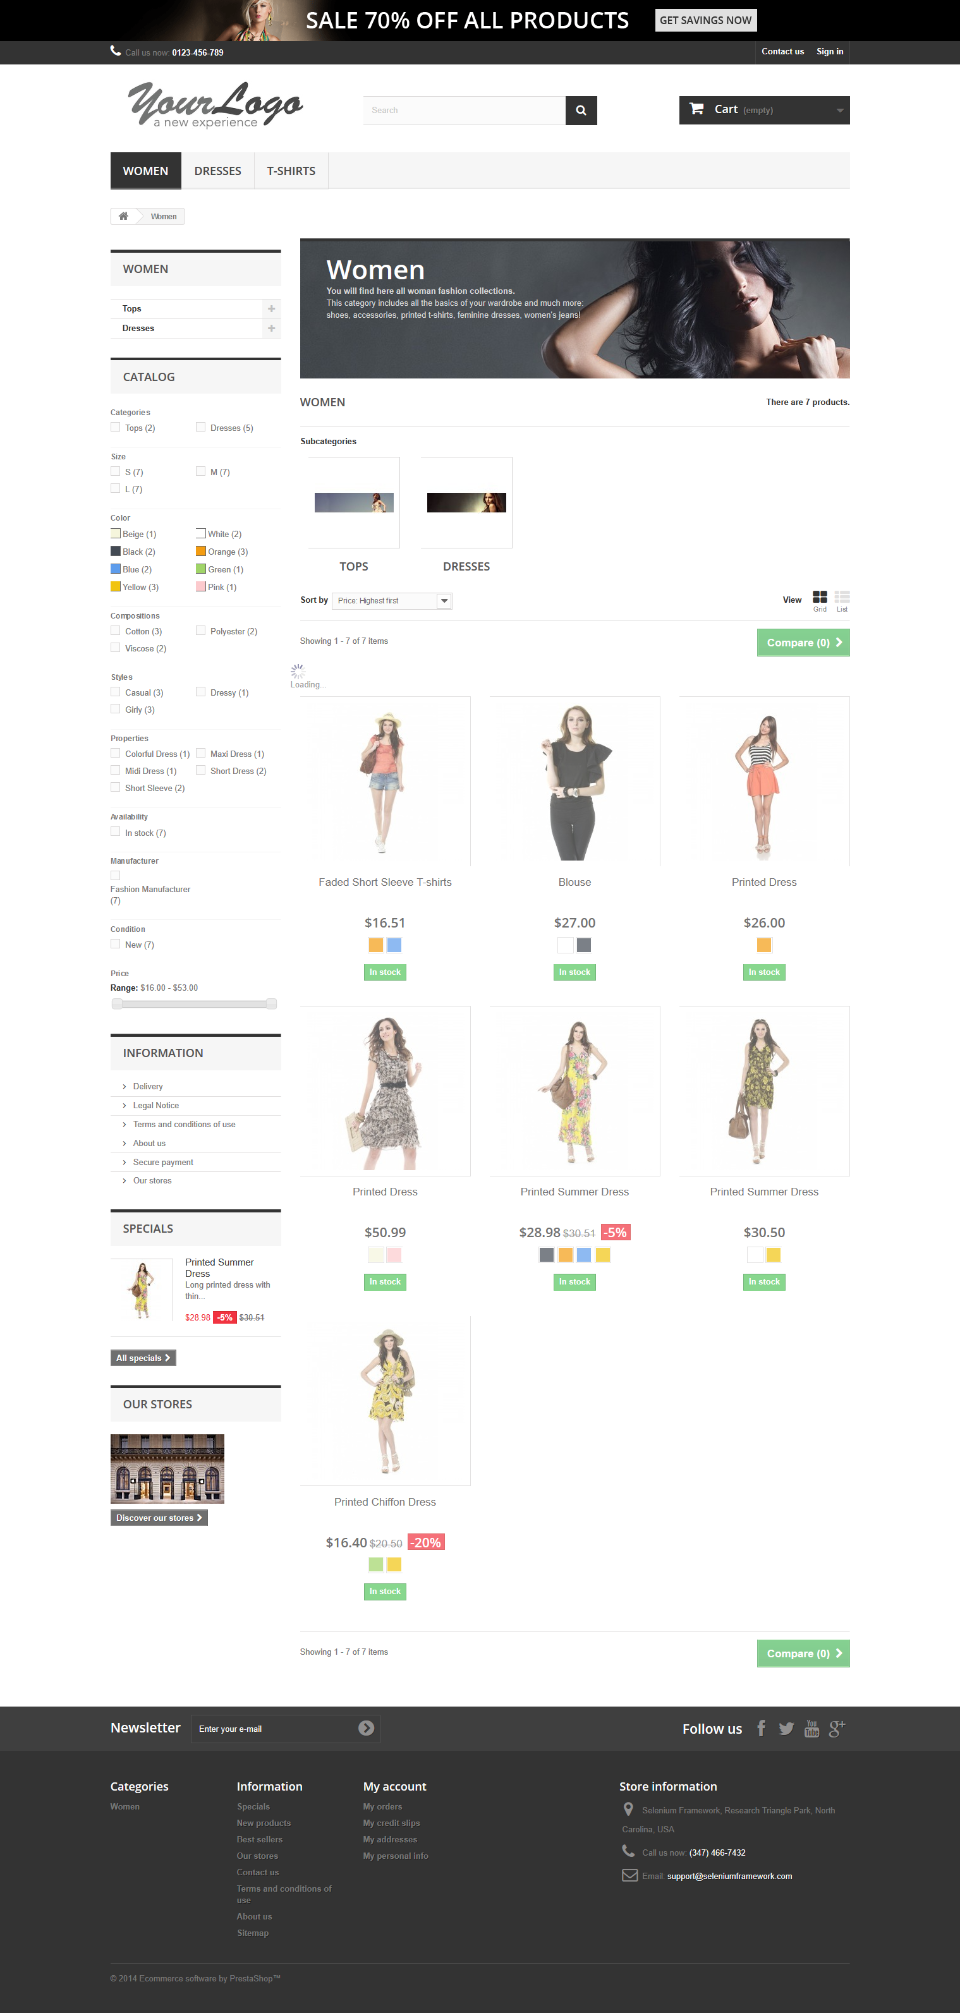 SALE 70% OFF ALL PRODUCTS
GET SAVINGS NOW
Call us now: 0123-456-789
Contact us
Sign in
YourLogo
a new experience
Search
Cart (empty)
WOMEN
DRESSES
T-SHIRTS
Women
WOMEN
Tops
Dresses
CATALOG
Categories
Tops (2)
Dresses (5)
Size
S (7)
M (7)
L (7)
Color
Beige (1)
White (2)
Black (2)
Orange (3)
Blue (2)
Green (1)
Yellow (3)
Pink (1)
Compositions
Cotton (3)
Polyester (2)
Viscose (2)
Styles
Casual (3)
Dressy (1)
Girly (3)
Properties
Colorful Dress (1)
Maxi Dress (1)
Midi Dress (1)
Short Dress (2)
Short Sleeve (2)
Availability
In stock (7)
Manufacturer
Fashion Manufacturer
(7)
Condition
New (7)
Price
Range: $16.00 - $53.00
INFORMATION
Delivery
Legal Notice
Terms and conditions of use
About us
Secure payment
Our stores
SPECIALS
Printed Summer
Dress
Long printed dress with
thin...
$28.98 -5% $30.51
All specials
OUR STORES
Discover our stores
Women
You will find here all woman fashion collections.
This category includes all the basics of your wardrobe and much more:
shoes, accessories, printed t-shirts, feminine dresses, women's jeans!
WOMEN
There are 7 products.
Subcategories
TOPS
DRESSES
Sort by
Price: Highest first
View
Grid
List
Showing 1 - 7 of 7 items
Compare (0)
Loading...
Faded Short Sleeve T-shirts
$16.51
In stock
Blouse
$27.00
In stock
Printed Dress
$26.00
In stock
Printed Dress
$50.99
In stock
Printed Summer Dress
$28.98 $30.51 -5%
In stock
Printed Summer Dress
$30.50
In stock
Printed Chiffon Dress
$16.40 $20.50 -20%
In stock
Showing 1 - 7 of 7 items
Compare (0)
Newsletter
Enter your e-mail
Follow us
Categories
Women
Information
Specials
New products
Best sellers
Our stores
Contact us
Terms and conditions of
use
About us
Sitemap
My account
My orders
My credit slips
My addresses
My personal info
Store information
Selenium Framework, Research Triangle Park, North
Carolina, USA
Call us now: (347) 466-7432
Email: support@seleniumframework.com
© 2014 Ecommerce software by PrestaShop™